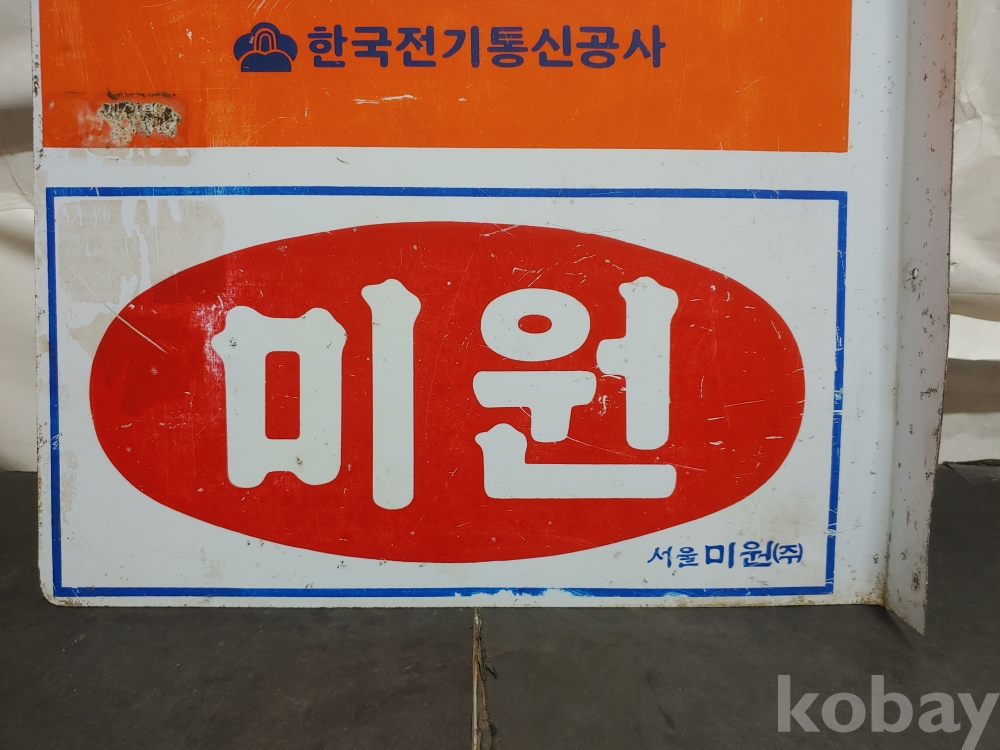 한국전기통신공사
미원
서울 미원(주)
kobay